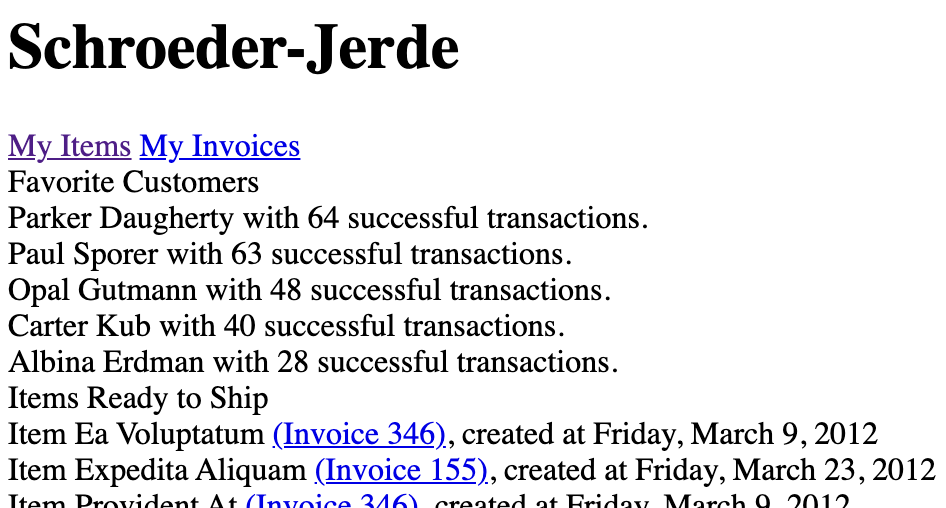 Schroeder-Jerde
My Items My Invoices
Favorite Customers
Parker Daugherty with 64 successful transactions.
Paul Sporer with 63 successful transactions.
Opal Gutmann with 48 successful transactions.
Carter Kub with 40 successful transactions.
Albina Erdman with 28 successful transactions.
Items Ready to Ship
Item Ea Voluptatum (Invoice 346), created at Friday, March 9, 2012
Item Expedita Aliquam (Invoice 155), created at Friday, March 23, 2012
Item Provident At (Invoice 346), created at Friday, March 9, 2012